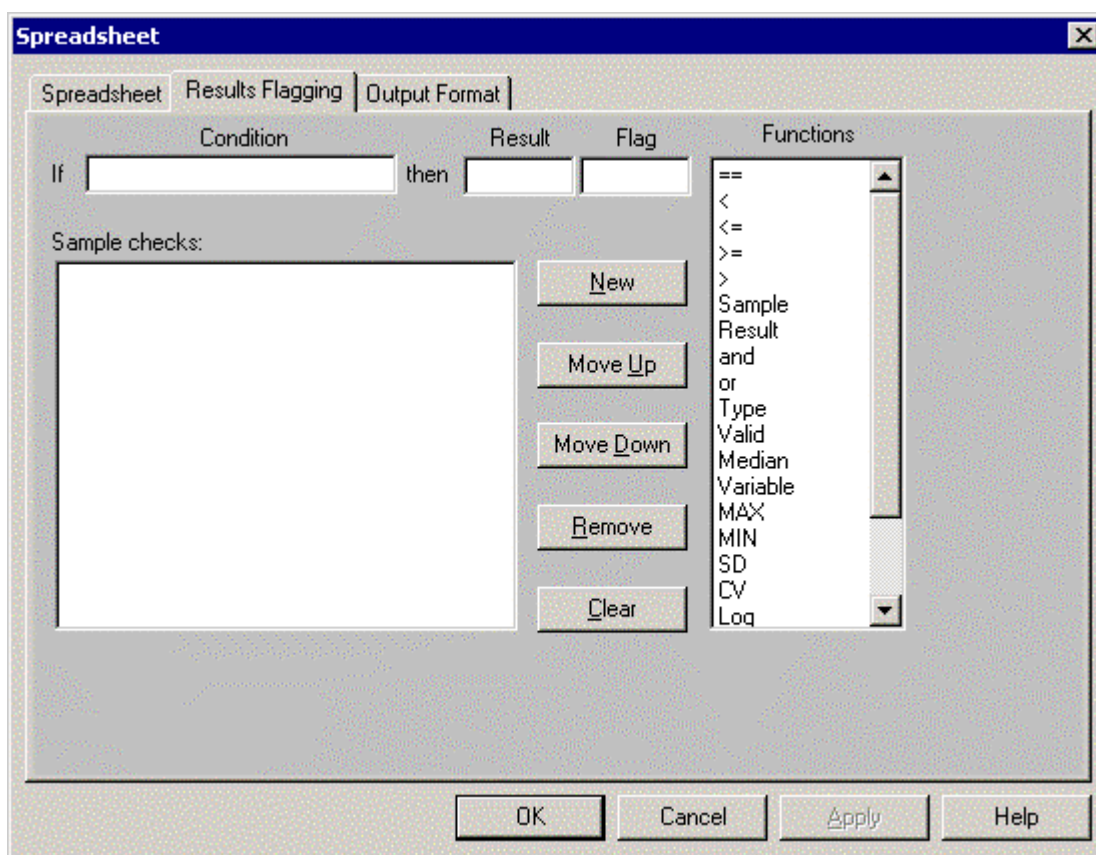 Spreadsheet
Spreadsheet Results Flagging Output Format
Condition Result Flag Functions
If then
Sample checks:
==
<
<=
>=
>
Sample
Result
and
or
Type
Valid
Median
Variable
MAX
MIN
SD
CV
Log
New
Move Up
Move Down
Remove
Clear
OK Cancel Apply Help